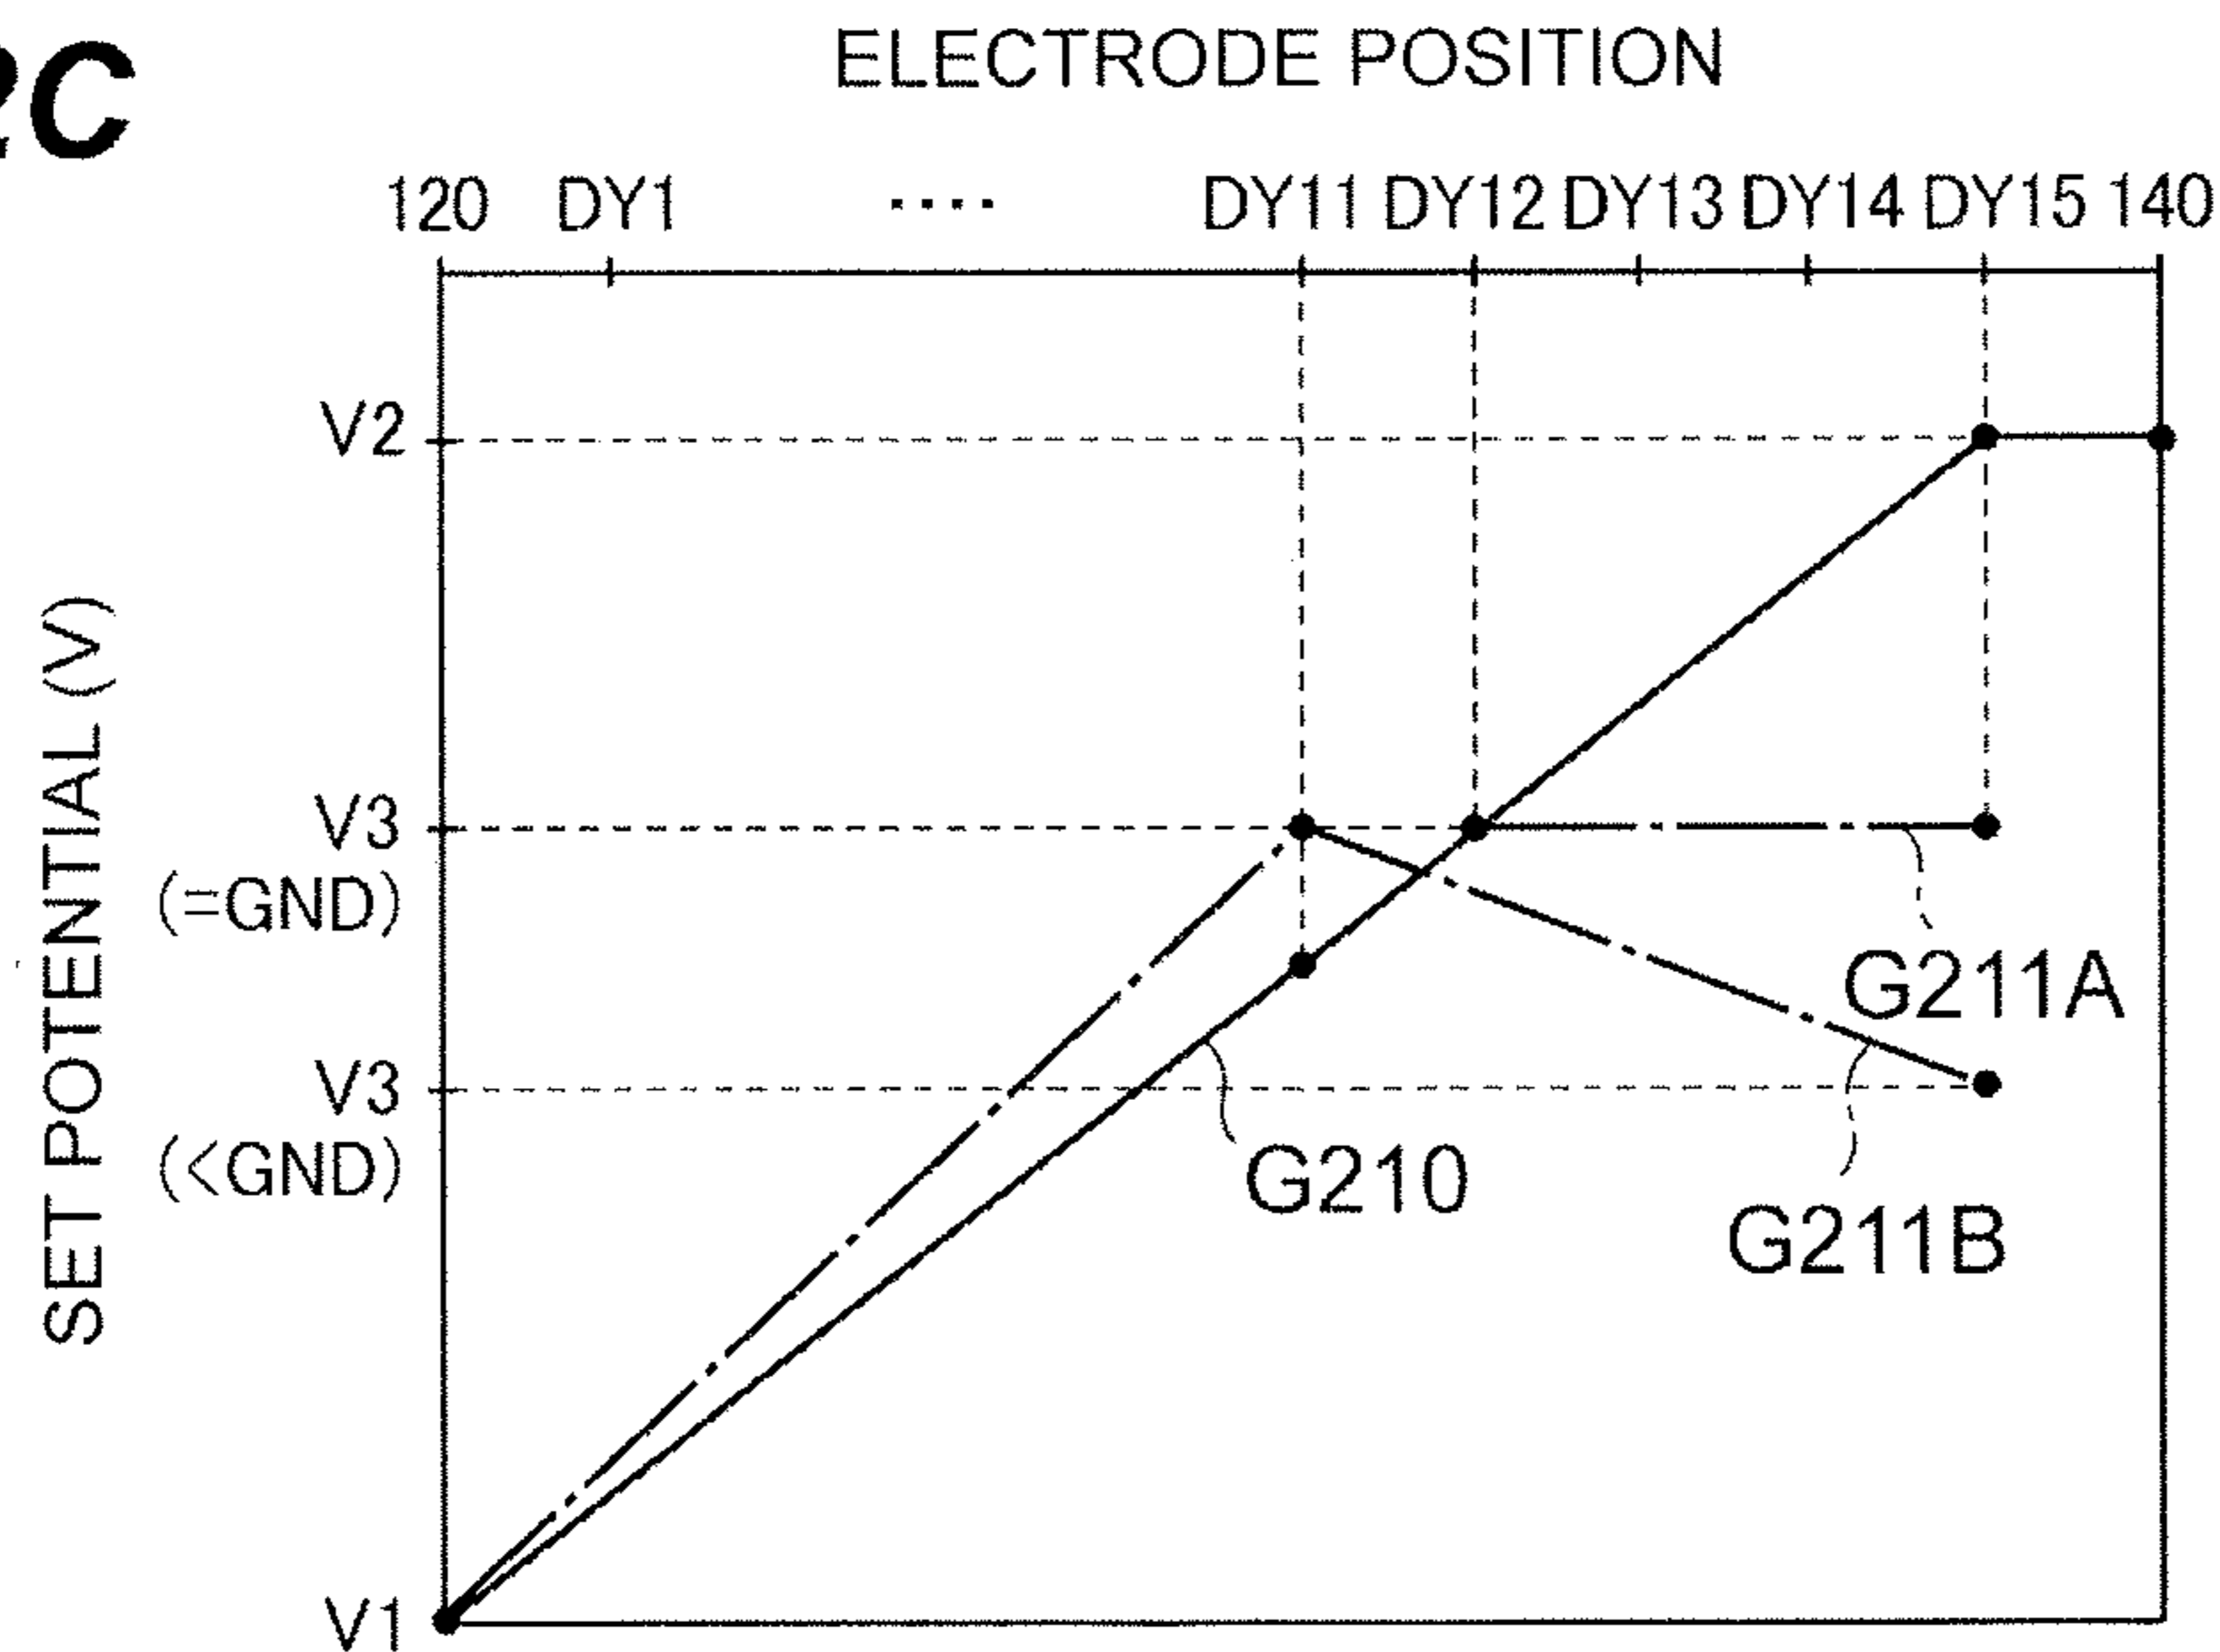 2C
ELECTRODE POSITION
120 DY1 ···· DY11 DY12 DY13 DY14 DY15 140
SET POTENTIAL (V)
V2
V3
(=GND)
V3
(<GND)
V1
G211A
G210
G211B